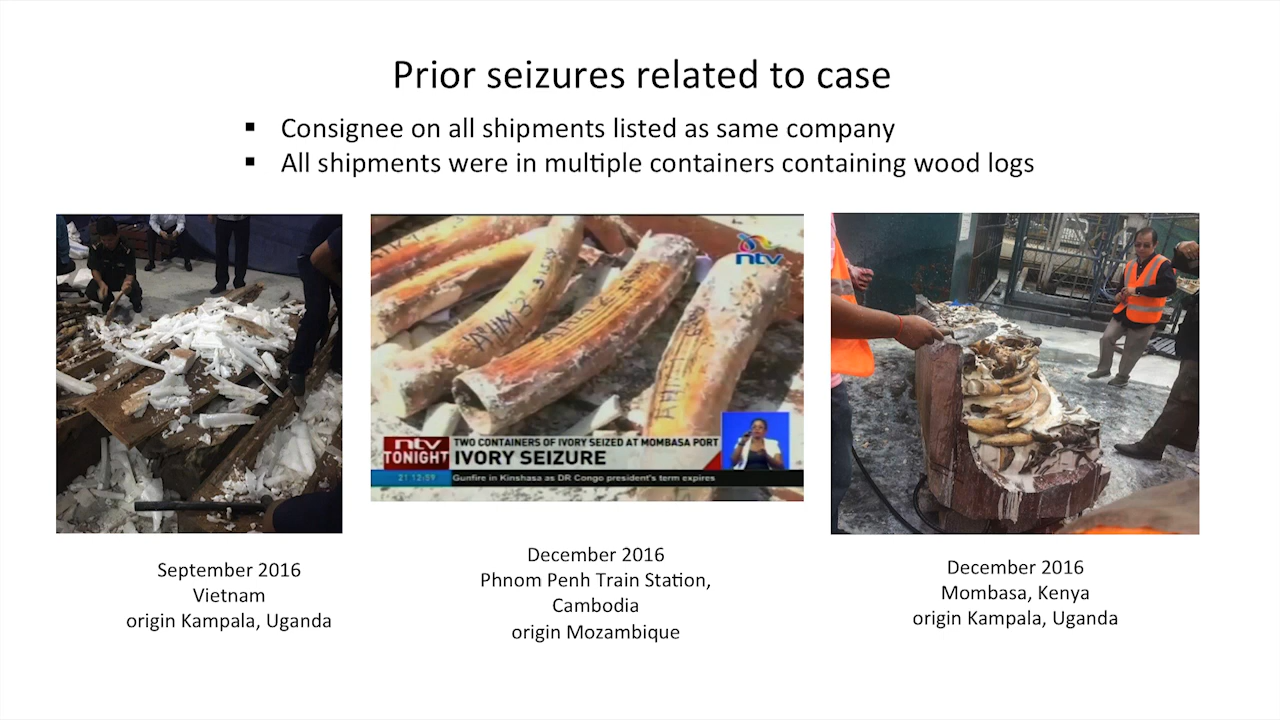 Prior seizures related to case
▪ Consignee on all shipments listed as same company
▪ All shipments were in multiple containers containing wood logs
ntv
ntv
TONIGHT
TWO CONTAINERS OF IVORY SEIZED AT MOMBASA PORT
IVORY SEIZURE
21:12:59
Gunfire in Kinshasa as DR Congo president's term expires
September 2016
Vietnam
origin Kampala, Uganda
December 2016
Phnom Penh Train Station,
Cambodia
origin Mozambique
December 2016
Mombasa, Kenya
origin Kampala, Uganda